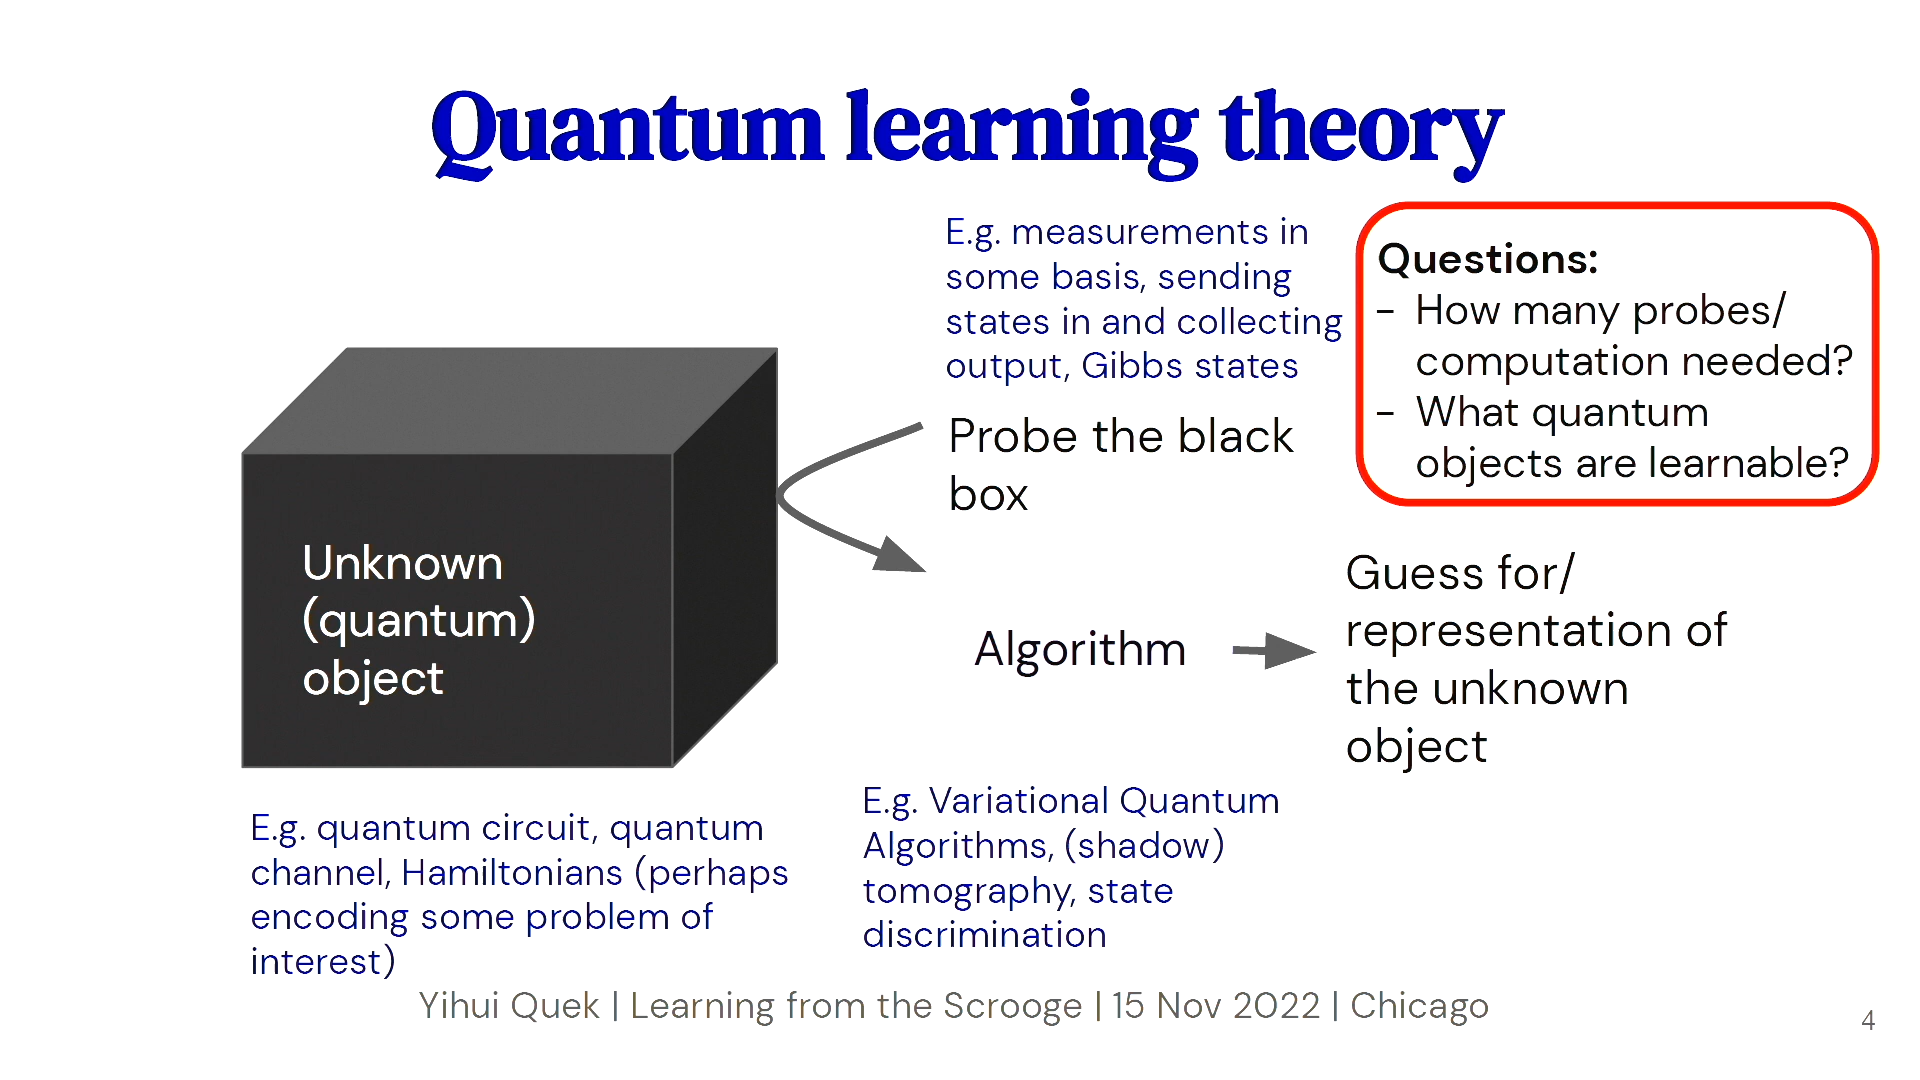 Quantum learning theory
E.g. measurements in
some basis, sending
states in and collecting
output, Gibbs states
Questions:
- How many probes/
computation needed?
- What quantum
objects are learnable?
Probe the black
box
Unknown
(quantum)
object
Algorithm
Guess for/
representation of
the unknown
object
E.g. quantum circuit, quantum
channel, Hamiltonians (perhaps
encoding some problem of
interest)
E.g. Variational Quantum
Algorithms, (shadow)
tomography, state
discrimination
Yihui Quek | Learning from the Scrooge | 15 Nov 2022 | Chicago
4